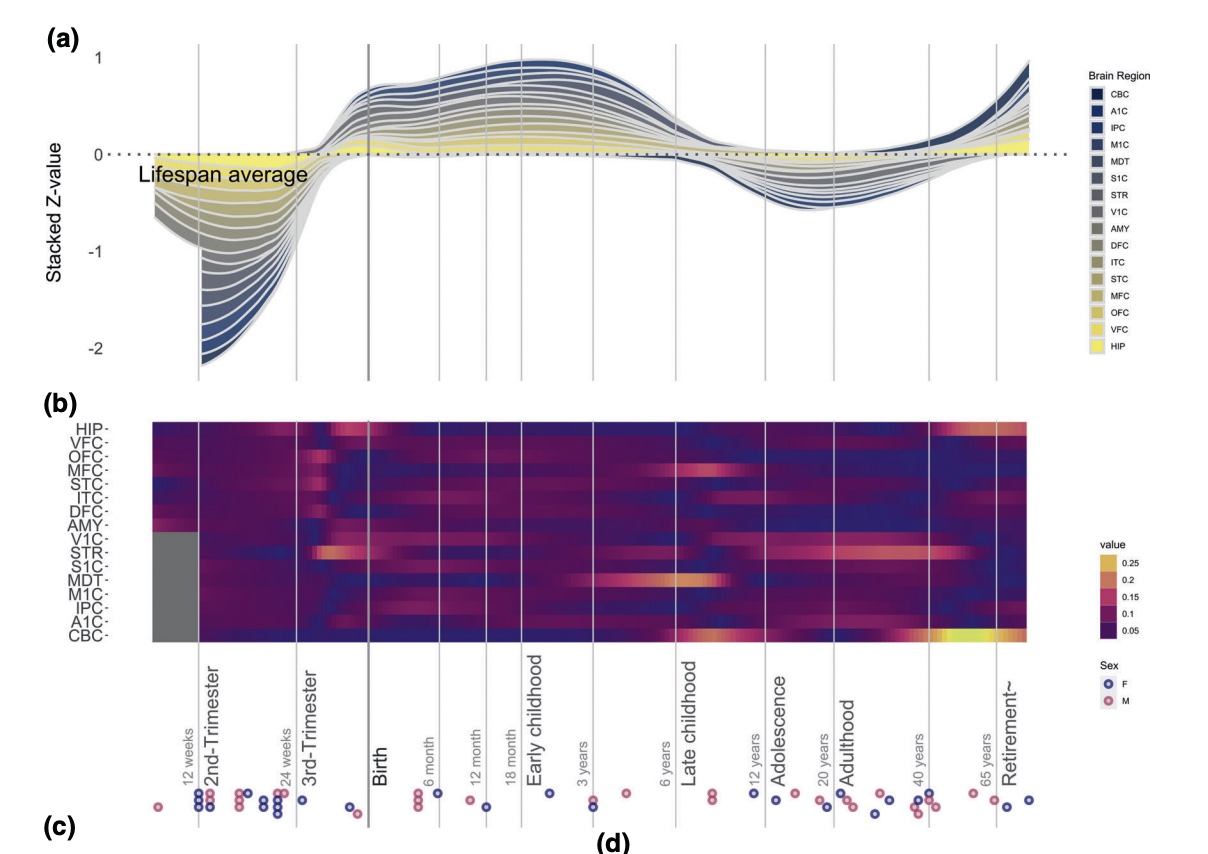 (a)
1
0
-1
-2
Stacked Z-value
Lifespan average
Brain Region
CBC
A1C
IPC
M1C
MDT
S1C
STR
V1C
AMY
DFC
ITC
STC
MFC
OFC
VFC
HIP
(b)
HIP
VFC
OFC
MFC
STC
ITC
DFC
AMY
V1C
STR
S1C
MDT
M1C
IPC
A1C
CBC
value
0.25
0.2
0.15
0.1
0.05
Sex
F
M
12 weeks
2nd-Trimester
24 weeks
3rd-Trimester
Birth
6 month
12 month
18 month
Early childhood
3 years
6 years
Late childhood
12 years
Adolescence
20 years
Adulthood
40 years
65 years
Retirement~
(c)
(d)